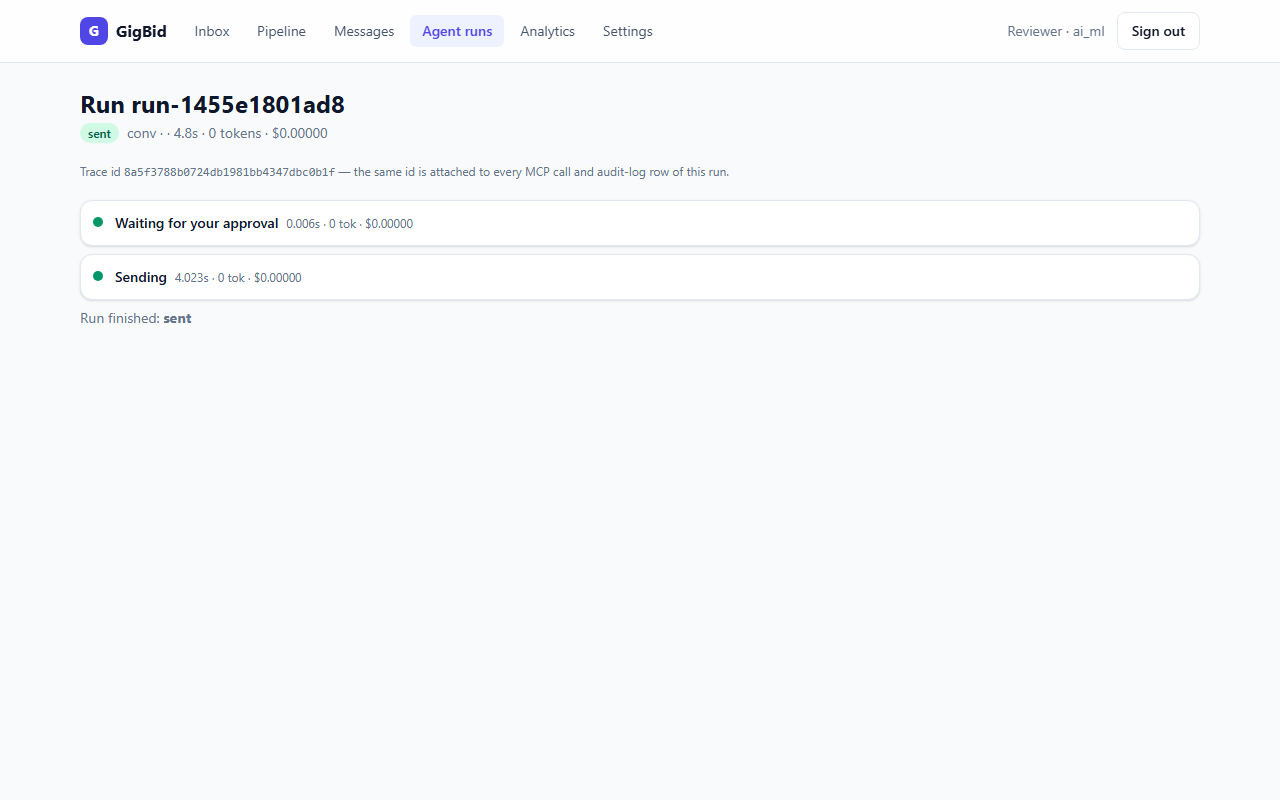 G GigBid Inbox Pipeline Messages Agent runs Analytics Settings Reviewer · ai_ml Sign out
Run run-1455e1801ad8
sent conv · · 4.8s · 0 tokens · $0.00000
Trace id 8a5f3788b0724db1981bb4347dbc0b1f — the same id is attached to every MCP call and audit-log row of this run.
Waiting for your approval 0.006s · 0 tok · $0.00000
Sending 4.023s · 0 tok · $0.00000
Run finished: sent